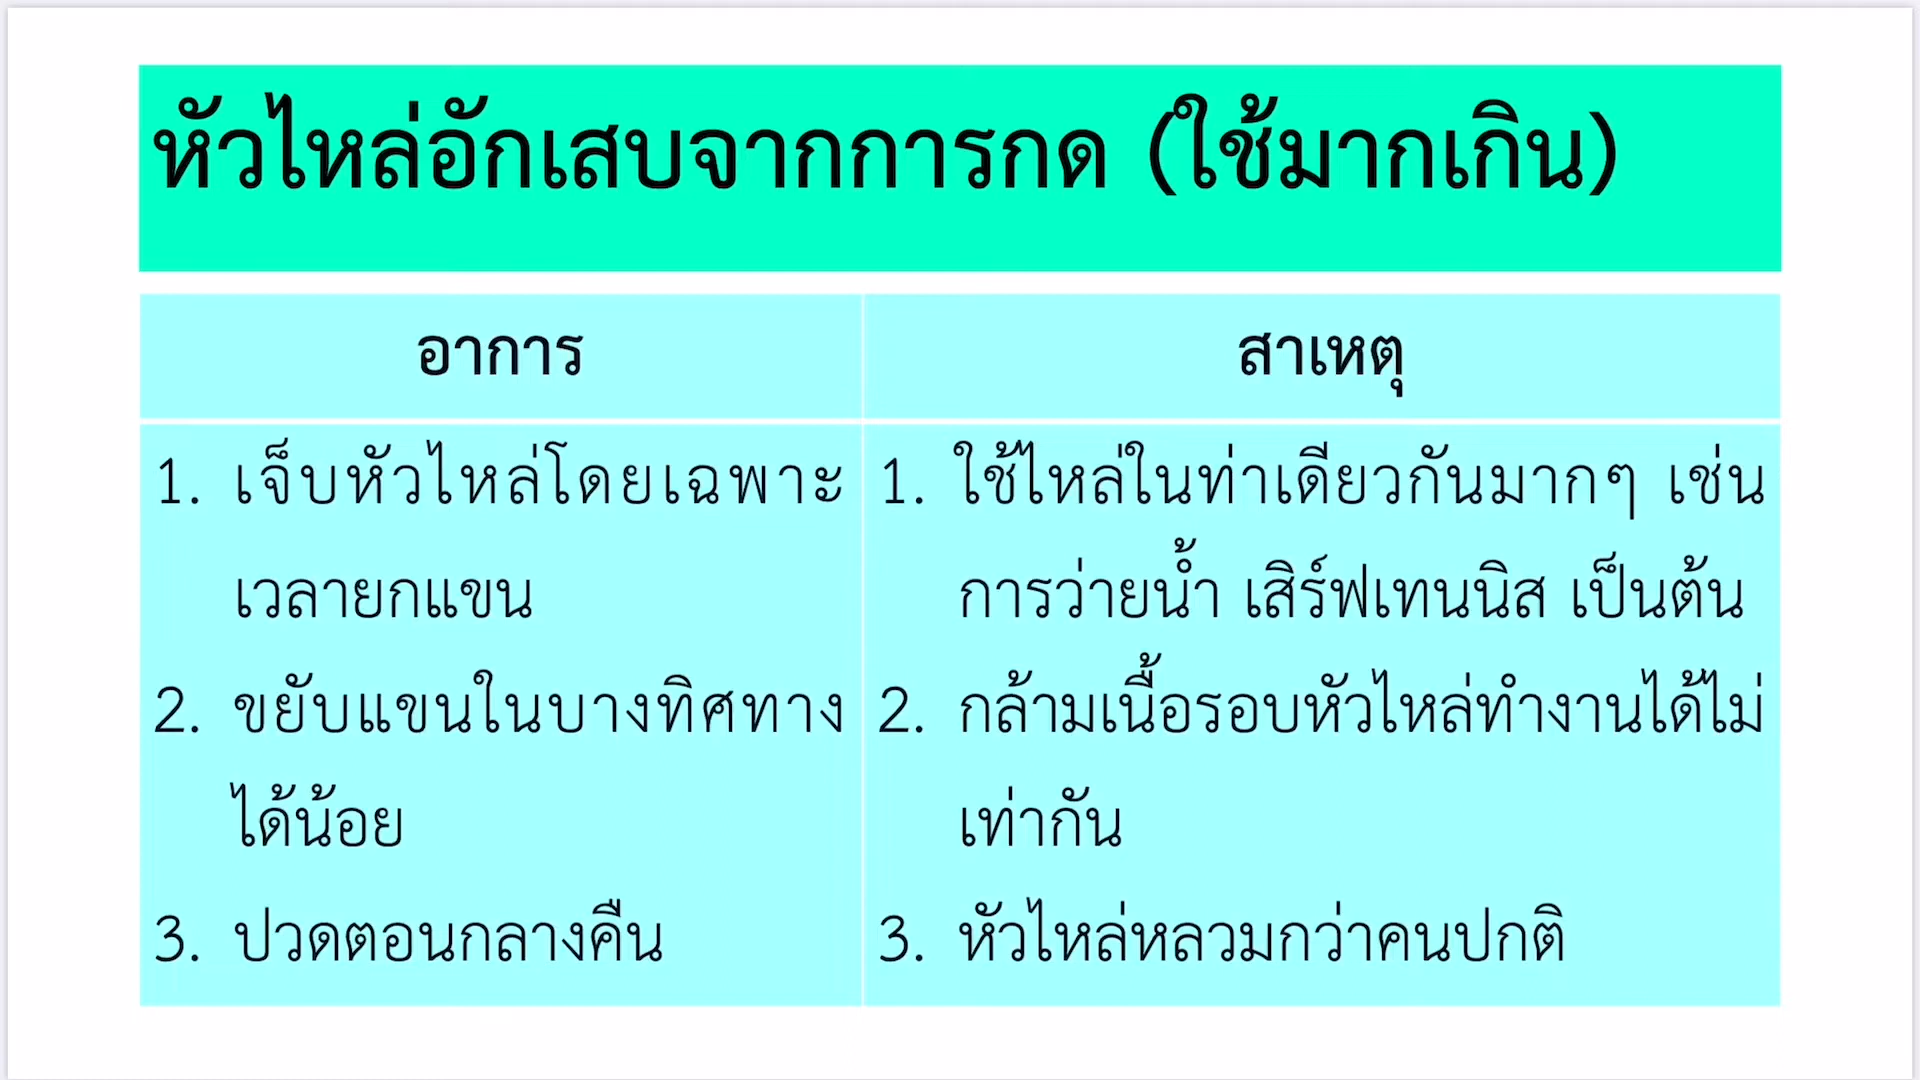 หัวไหล่อักเสบจากการกด (ใช้มากเกิน)
อาการ
1. เจ็บหัวไหล่โดยเฉพาะ
เวลายกแขน
2. ขยับแขนในบางทิศทาง
ได้น้อย
3. ปวดตอนกลางคืน
สาเหตุ
1. ใช้ไหล่ในท่าเดียวกันมากๆ เช่น
การว่ายน้ำ เสิร์ฟเทนนิส เป็นต้น
2. กล้ามเนื้อรอบหัวไหล่ทำงานได้ไม่
เท่ากัน
3. หัวไหล่หลวมกว่าคนปกติ